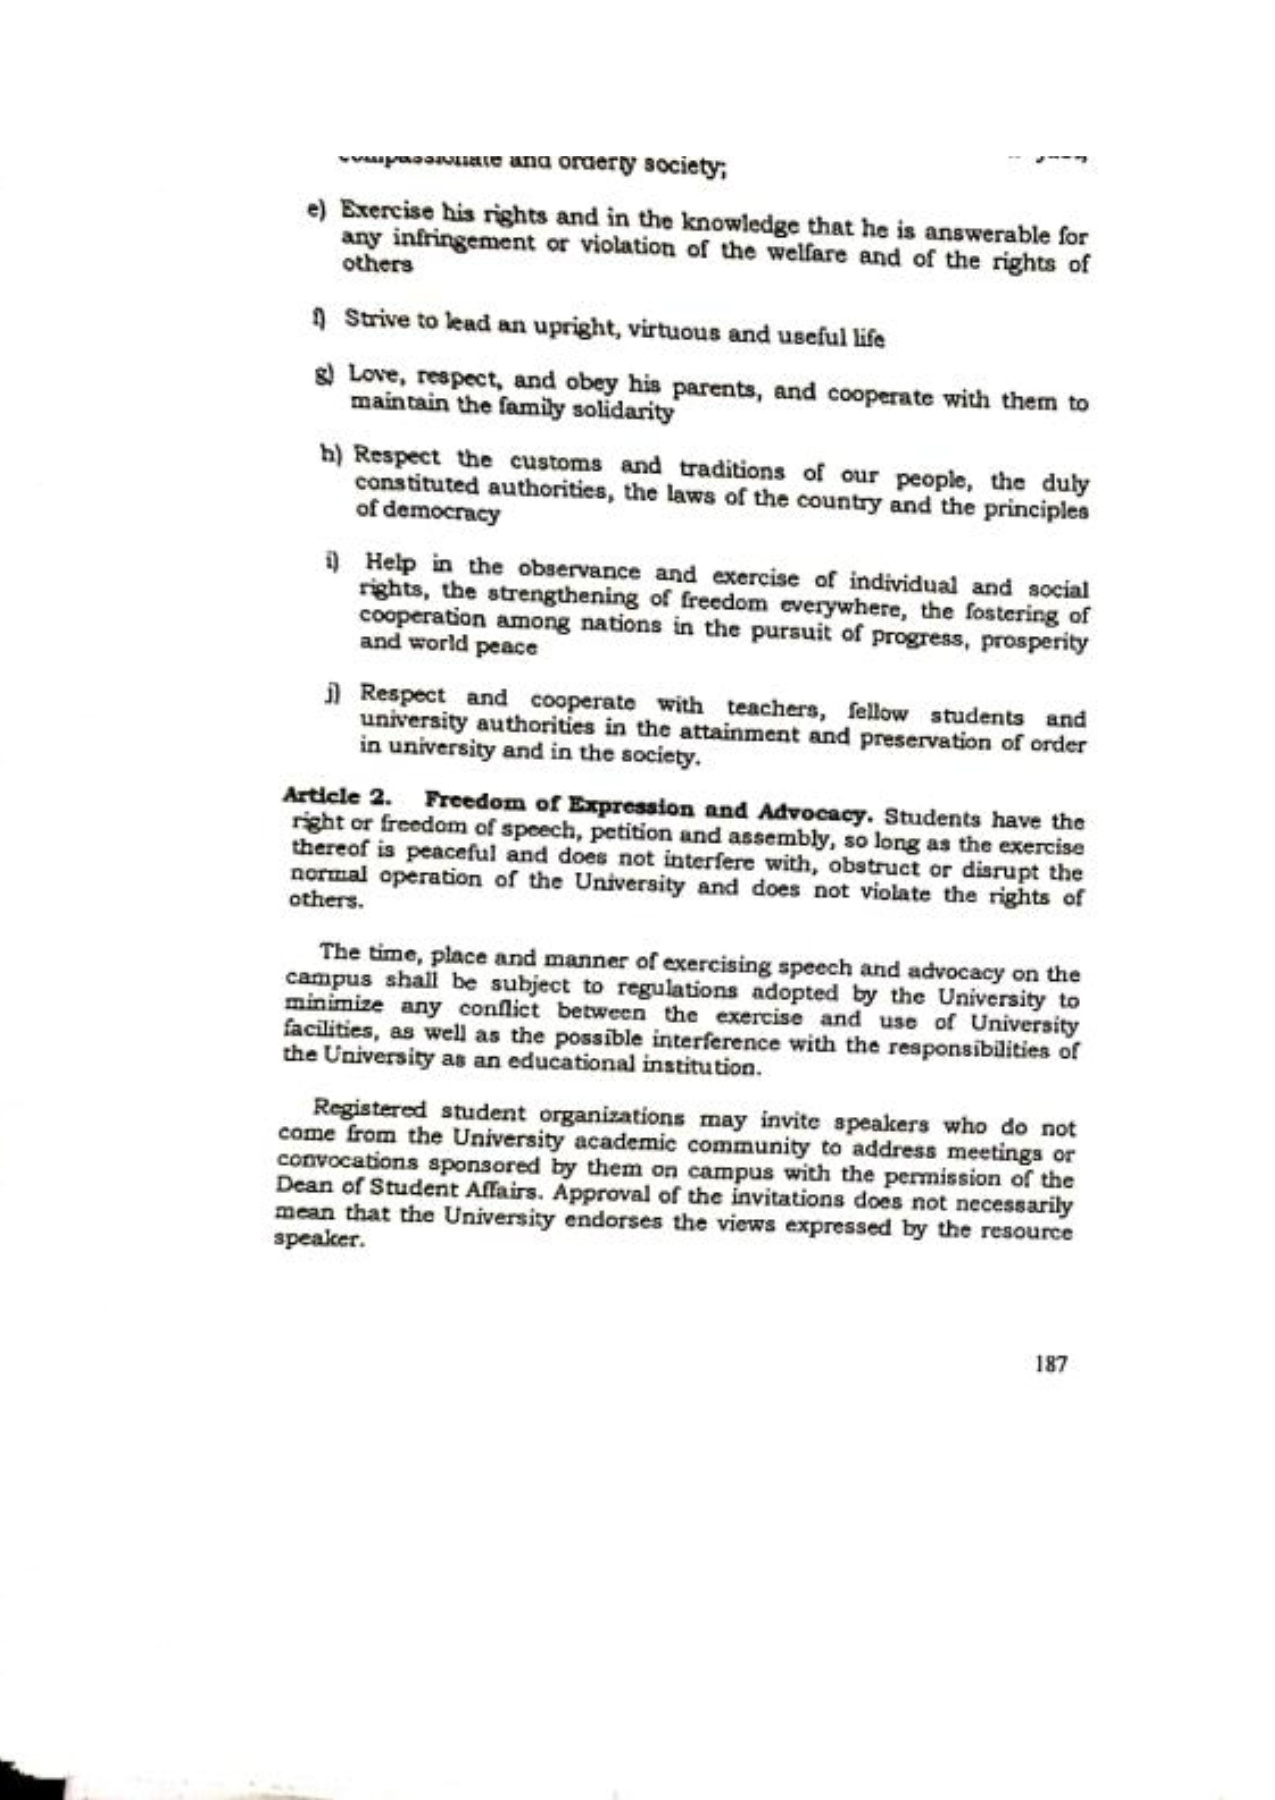 compassionate and orderly society;
e) Exercise his rights and in the knowledge that he is answerable for
any infringement or violation of the welfare and of the rights of
others
f) Strive to lead an upright, virtuous and useful life
g) Love, respect, and obey his parents, and cooperate with them to
maintain the family solidarity
h) Respect the customs and traditions of our people, the duly
constituted authorities, the laws of the country and the principles
of democracy
i) Help in the observance and exercise of individual and social
rights, the strengthening of freedom everywhere, the fostering of
cooperation among nations in the pursuit of progress, prosperity
and world peace
j) Respect and cooperate with teachers, fellow students and
university authorities in the attainment and preservation of order
in university and in the society.
Article 2. Freedom of Expression and Advocacy. Students have the
right or freedom of speech, petition and assembly, so long as the exercise
thereof is peaceful and does not interfere with, obstruct or disrupt the
normal operation of the University and does not violate the rights of
others.
The time, place and manner of exercising speech and advocacy on the
campus shall be subject to regulations adopted by the University to
minimize any conflict between the exercise and use of University
facilities, as well as the possible interference with the responsibilities of
the University as an educational institution.
Registered student organizations may invite speakers who do not
come from the University academic community to address meetings or
convocations sponsored by them on campus with the permission of the
Dean of Student Affairs. Approval of the invitations does not necessarily
mean that the University endorses the views expressed by the resource
speaker.
187